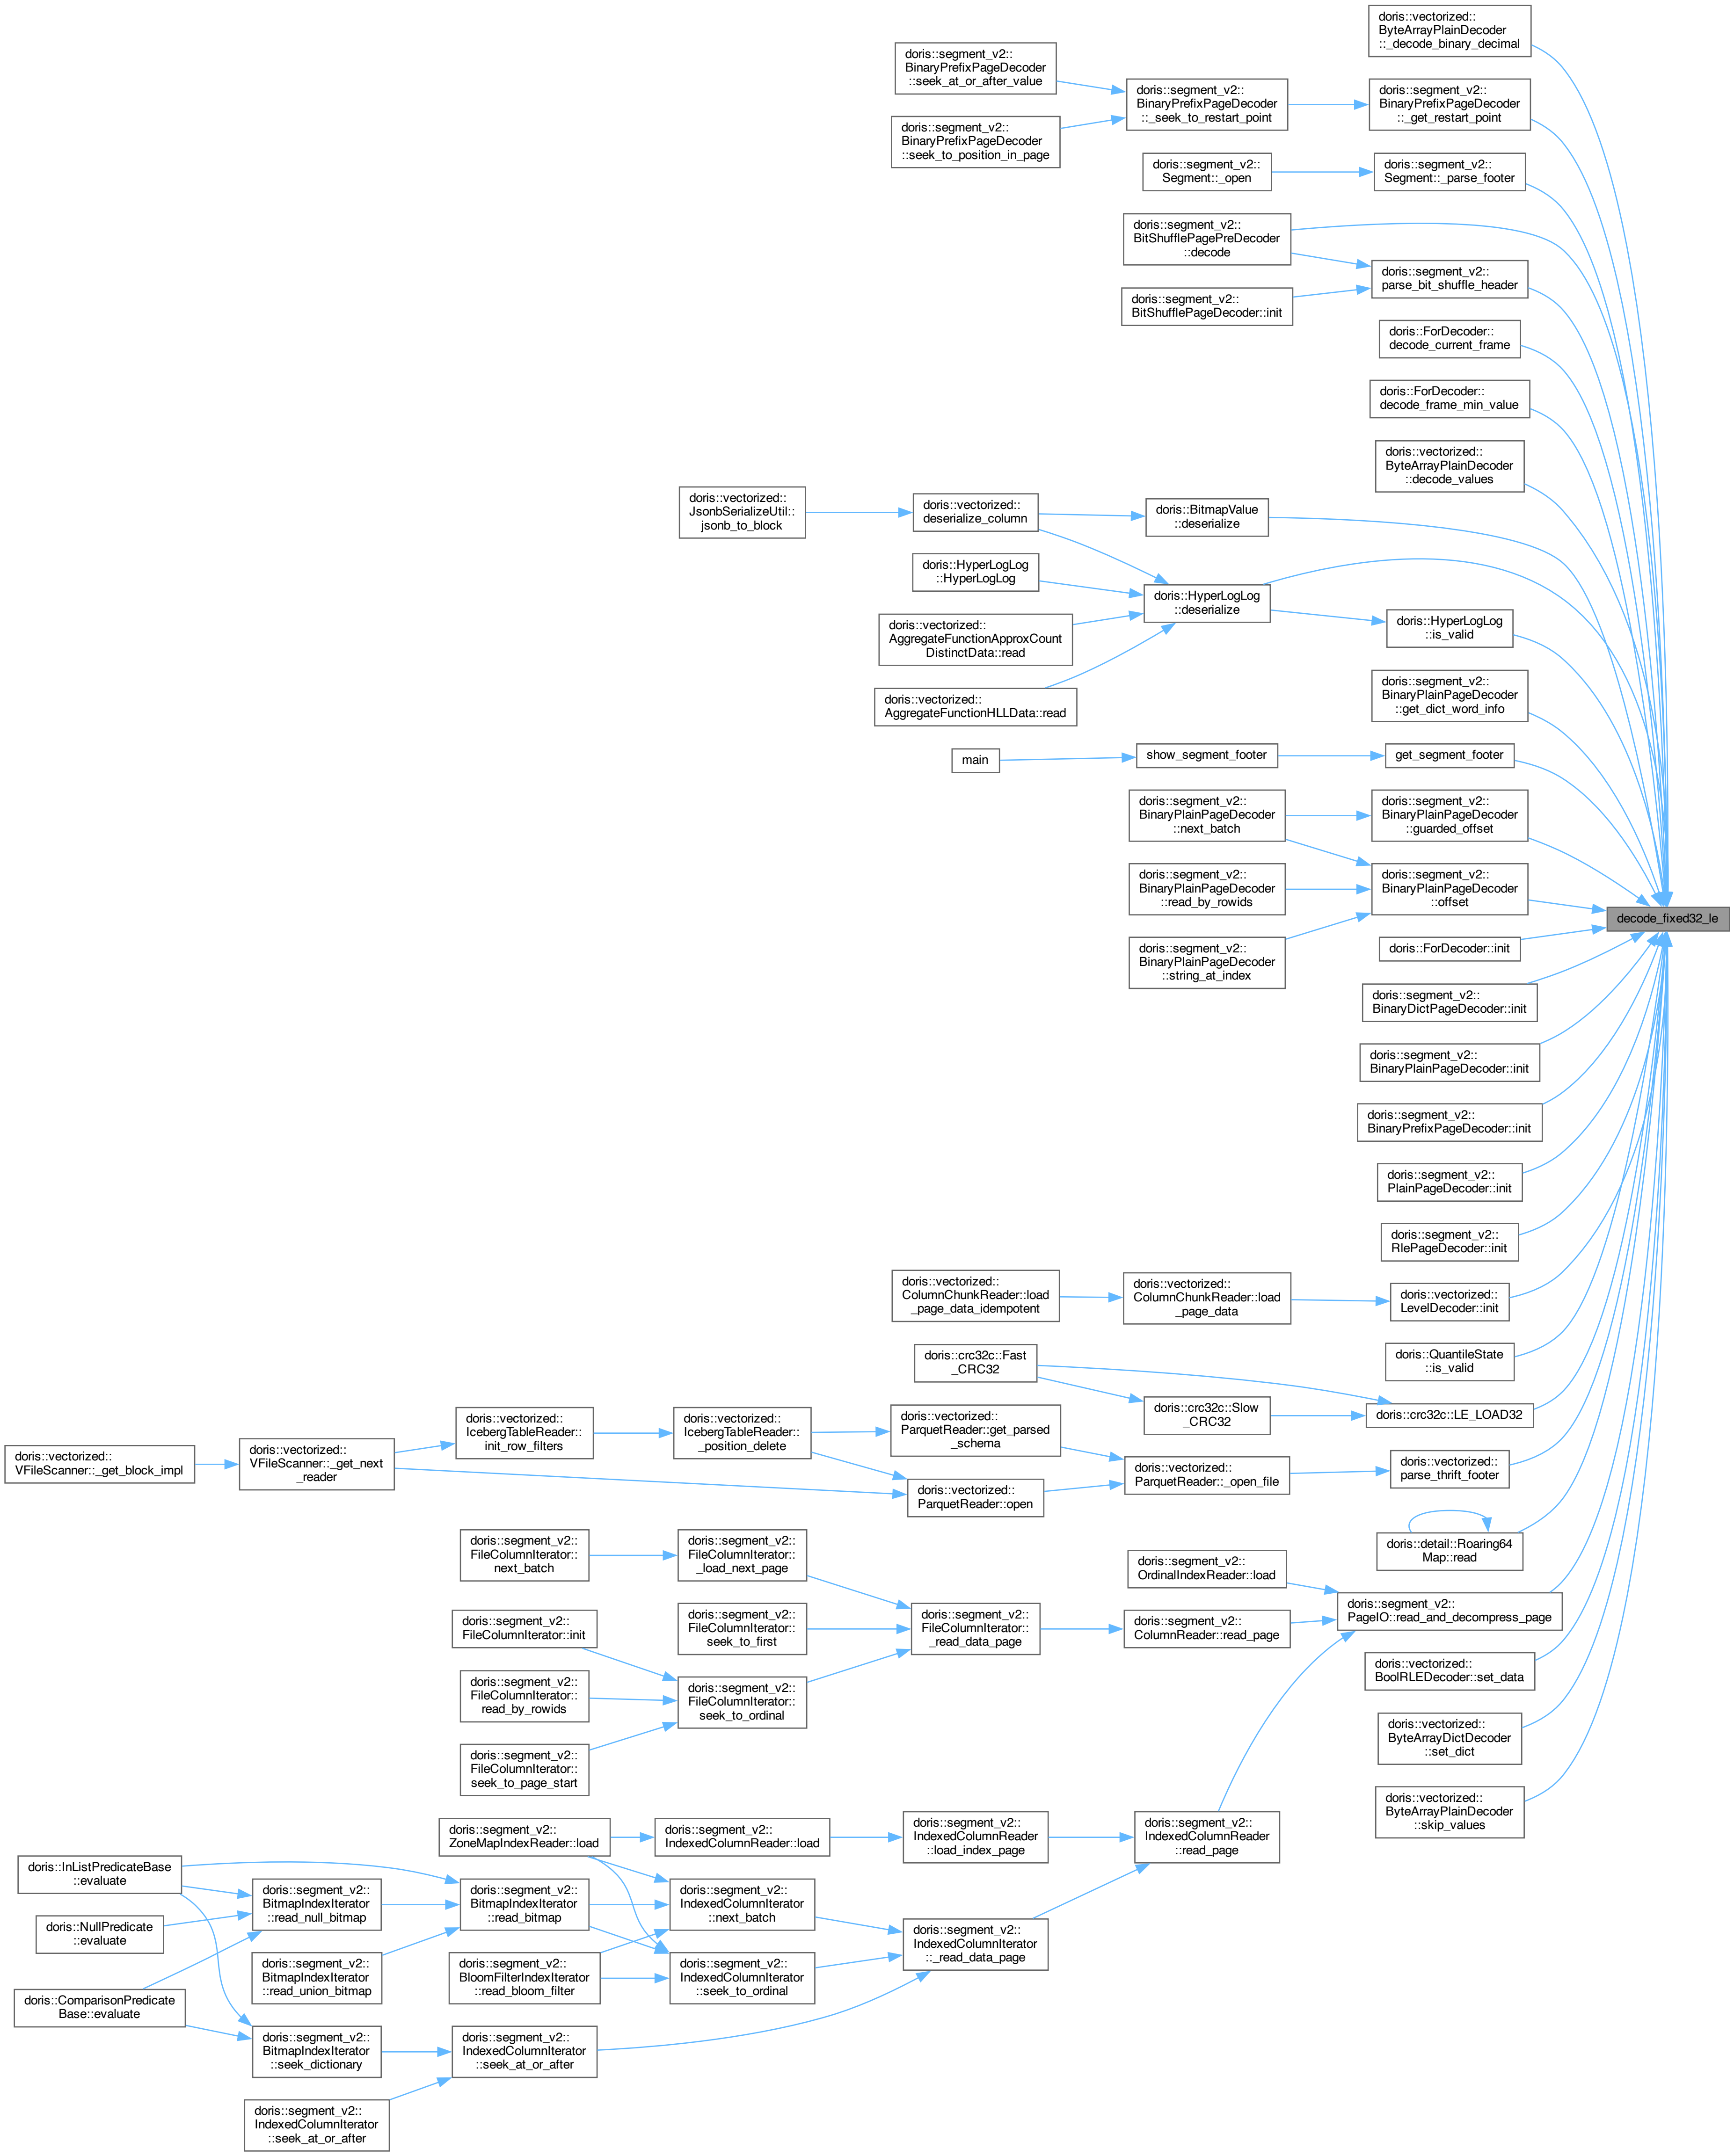 doris::vectorized::
ByteArrayPlainDecoder
::_decode_binary_decimal
doris::segment_v2::
BinaryPrefixPageDecoder
::seek_at_or_after_value
doris::segment_v2::
BinaryPrefixPageDecoder
::_seek_to_restart_point
doris::segment_v2::
BinaryPrefixPageDecoder
::_get_restart_point
doris::segment_v2::
BinaryPrefixPageDecoder
::seek_to_position_in_page
doris::segment_v2::
Segment::_open
doris::segment_v2::
Segment::_parse_footer
doris::segment_v2::
BitShufflePagePreDecoder
::decode
doris::segment_v2::
parse_bit_shuffle_header
doris::segment_v2::
BitShufflePageDecoder::init
doris::ForDecoder::
decode_current_frame
doris::ForDecoder::
decode_frame_min_value
doris::vectorized::
ByteArrayPlainDecoder
::decode_values
doris::vectorized::
JsonbSerializeUtil::
jsonb_to_block
doris::vectorized::
deserialize_column
doris::BitmapValue
::deserialize
doris::HyperLogLog
::HyperLogLog
doris::HyperLogLog
::deserialize
doris::HyperLogLog
::is_valid
doris::vectorized::
AggregateFunctionApproxCount
DistinctData::read
doris::vectorized::
AggregateFunctionHLLData::read
doris::segment_v2::
BinaryPlainPageDecoder
::get_dict_word_info
main
show_segment_footer
get_segment_footer
doris::segment_v2::
BinaryPlainPageDecoder
::next_batch
doris::segment_v2::
BinaryPlainPageDecoder
::guarded_offset
doris::segment_v2::
BinaryPlainPageDecoder
::read_by_rowids
doris::segment_v2::
BinaryPlainPageDecoder
::offset
decode_fixed32_le
doris::segment_v2::
BinaryPlainPageDecoder
::string_at_index
doris::ForDecoder::init
doris::segment_v2::
BinaryDictPageDecoder::init
doris::segment_v2::
BinaryPlainPageDecoder::init
doris::segment_v2::
BinaryPrefixPageDecoder::init
doris::segment_v2::
PlainPageDecoder::init
doris::segment_v2::
RlePageDecoder::init
doris::vectorized::
ColumnChunkReader::load
_page_data_idempotent
doris::vectorized::
ColumnChunkReader::load
_page_data
doris::vectorized::
LevelDecoder::init
doris::QuantileState
::is_valid
doris::crc32c::Fast
_CRC32
doris::crc32c::Slow
_CRC32
doris::crc32c::LE_LOAD32
doris::vectorized::
VFileScanner::_get_block_impl
doris::vectorized::
VFileScanner::_get_next
_reader
doris::vectorized::
IcebergTableReader::
init_row_filters
doris::vectorized::
IcebergTableReader::
_position_delete
doris::vectorized::
ParquetReader::get_parsed
_schema
doris::vectorized::
ParquetReader::open
doris::vectorized::
ParquetReader::_open_file
doris::vectorized::
parse_thrift_footer
doris::detail::Roaring64
Map::read
doris::segment_v2::
FileColumnIterator::
next_batch
doris::segment_v2::
FileColumnIterator::
_load_next_page
doris::segment_v2::
OrdinalIndexReader::load
doris::segment_v2::
PageIO::read_and_decompress_page
doris::segment_v2::
FileColumnIterator::init
doris::segment_v2::
FileColumnIterator::
seek_to_first
doris::segment_v2::
FileColumnIterator::
_read_data_page
doris::segment_v2::
ColumnReader::read_page
doris::segment_v2::
FileColumnIterator::
read_by_rowids
doris::segment_v2::
FileColumnIterator::
seek_to_ordinal
doris::vectorized::
BoolRLEDecoder::set_data
doris::segment_v2::
FileColumnIterator::
seek_to_page_start
doris::vectorized::
ByteArrayDictDecoder
::set_dict
doris::vectorized::
ByteArrayPlainDecoder
::skip_values
doris::segment_v2::
ZoneMapIndexReader::load
doris::segment_v2::
IndexedColumnReader::load
doris::segment_v2::
IndexedColumnReader
::load_index_page
doris::segment_v2::
IndexedColumnReader
::read_page
doris::InListPredicateBase
::evaluate
doris::segment_v2::
BitmapIndexIterator
::read_null_bitmap
doris::segment_v2::
BitmapIndexIterator
::read_bitmap
doris::segment_v2::
IndexedColumnIterator
::next_batch
doris::NullPredicate
::evaluate
doris::segment_v2::
BitmapIndexIterator
::read_union_bitmap
doris::segment_v2::
BloomFilterIndexIterator
::read_bloom_filter
doris::segment_v2::
IndexedColumnIterator
::seek_to_ordinal
doris::segment_v2::
IndexedColumnIterator
::_read_data_page
doris::ComparisonPredicate
Base::evaluate
doris::segment_v2::
BitmapIndexIterator
::seek_dictionary
doris::segment_v2::
IndexedColumnIterator
::seek_at_or_after
doris::segment_v2::
IndexedColumnIterator
::seek_at_or_after